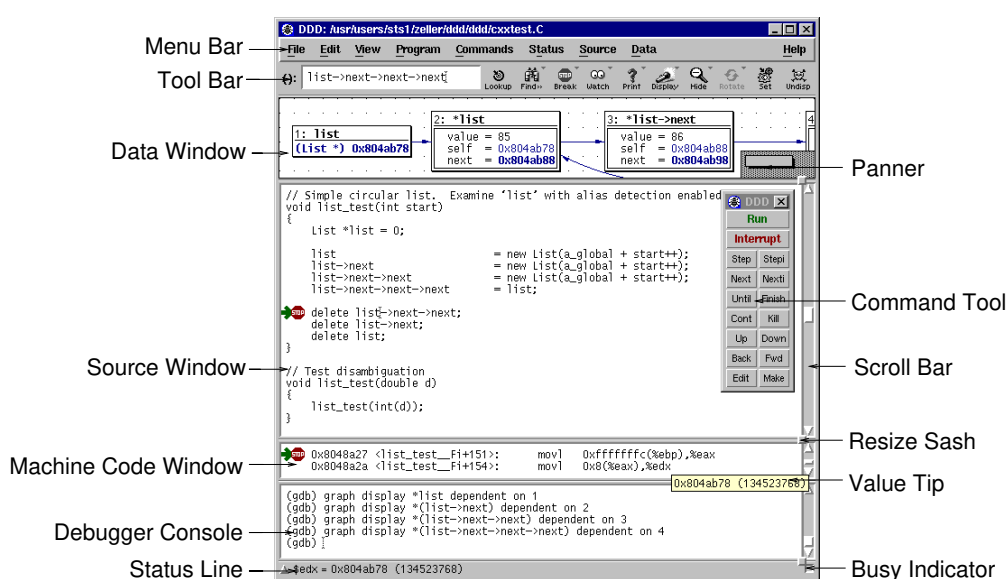 DDD: /usr/users/sts1/zeller/ddd/ddd/cxxtest.C
Menu Bar
File Edit View Program Commands Status Source Data Help
Tool Bar
(): list->next->next->next
Lookup Find» Break Watch Print Display Hide Rotate Set Undisp
Data Window
1: list
(List *) 0x804ab78
2: *list
value = 85
self = 0x804ab78
next = 0x804ab88
3: *list->next
value = 86
self = 0x804ab88
next = 0x804ab98
4
Panner
// Simple circular list. Examine ‘list’ with alias detection enabled
void list_test(int start)
{
List *list = 0;
list = new List(a_global + start++);
list->next = new List(a_global + start++);
list->next->next = new List(a_global + start++);
list->next->next->next = list;
STOP delete list->next->next;
delete list->next;
delete list;
}
Source Window
// Test disambiguation
void list_test(double d)
{
list_test(int(d));
}
DDD
Run
Interrupt
Step Stepi
Next Nexti
Until Finish
Cont Kill
Up Down
Back Fwd
Edit Make
Command Tool
Scroll Bar
Resize Sash
Machine Code Window
STOP 0x8048a27 <list_test__Fi+151>: movl 0xfffffffc(%ebp),%eax
0x8048a2a <list_test__Fi+154>: movl 0x8(%eax),%edx
0x804ab78 (134523768)
Value Tip
(gdb) graph display *list dependent on 1
(gdb) graph display *(list->next) dependent on 2
(gdb) graph display *(list->next->next) dependent on 3
(gdb) graph display *(list->next->next->next) dependent on 4
(gdb)
Debugger Console
Status Line
$edx = 0x804ab78 (134523768)
Busy Indicator